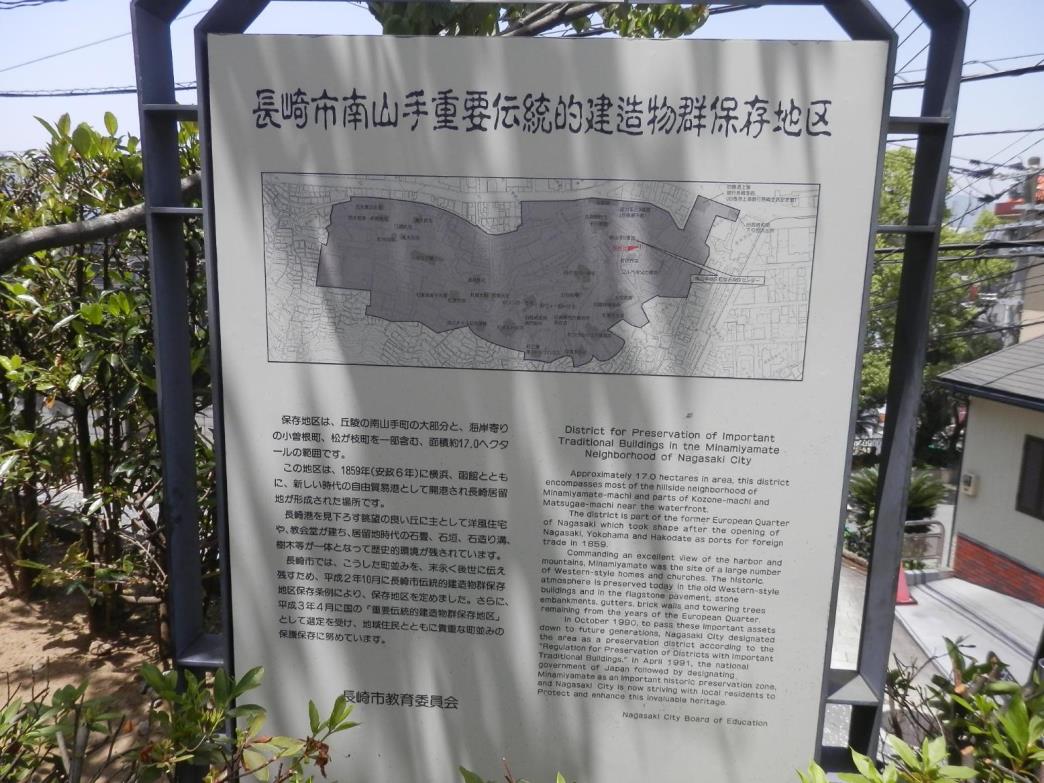 長崎市南山手重要伝統的建造物群保存地区
保存地区は、丘陵の南山手町の大部分と、海岸寄り
の小曽根町、松が枝町を一部含む、面積約17.0ヘクタ
ールの範囲です。
この地区は、1859年(安政6年)に横浜、函館ととも
に、新しい時代の自由貿易港として開港され長崎居留
地が形成された場所です。
長崎港を見下ろす眺望の良い丘に主として洋風住宅
や、教会堂が建ち、居留地時代の石畳、石垣、石造り溝、
樹木等が一体となって歴史的環境が残されています。
長崎市では、こうした町並みを、末永く後世に伝え
残すため、平成2年10月に長崎市伝統的建造物群保存
地区保存条例により、保存地区を定めました。さらに、
平成3年4月に国の「重要伝統的建造物群保存地区」
として選定を受け、地域住民とともに貴重な町並みの
保護保存に努めています。
長崎市教育委員会
District for Preservation of Important
Traditional Buildings in the Minamiyamate
Neighborhood of Nagasaki City
Approximately 17.0 hectares in area, this district
encompasses most of the hillside neighborhood of
Minamiyamate-machi and parts of Kozone-machi and
Matsugae-machi near the waterfront.
The district is part of the former European Quarter
of Nagasaki which took shape after the opening of
Nagasaki, Yokohama and Hakodate as ports for foreign
trade in 1859.
Commanding an excellent view of the harbor and
mountains, Minamiyamate was the site of a large number
of Western-style homes and churches. The historic
atmosphere is preserved today in the old Western-style
buildings and in the flagstone pavement, stone
embankments, gutters, brick walls and towering trees
remaining from the years of the European Quarter.
In October 1990, to pass these important assets
down to future generations, Nagasaki City designated
the area as a preservation district according to the
"Regulation for Preservation of Districts with Important
Traditional Buildings." In April 1991, the national
government of Japan followed by designating
Minamiyamate as an important historic preservation zone,
and Nagasaki City is now striving with local residents to
Protect and enhance this invaluable heritage.
Nagasaki City Board of Education